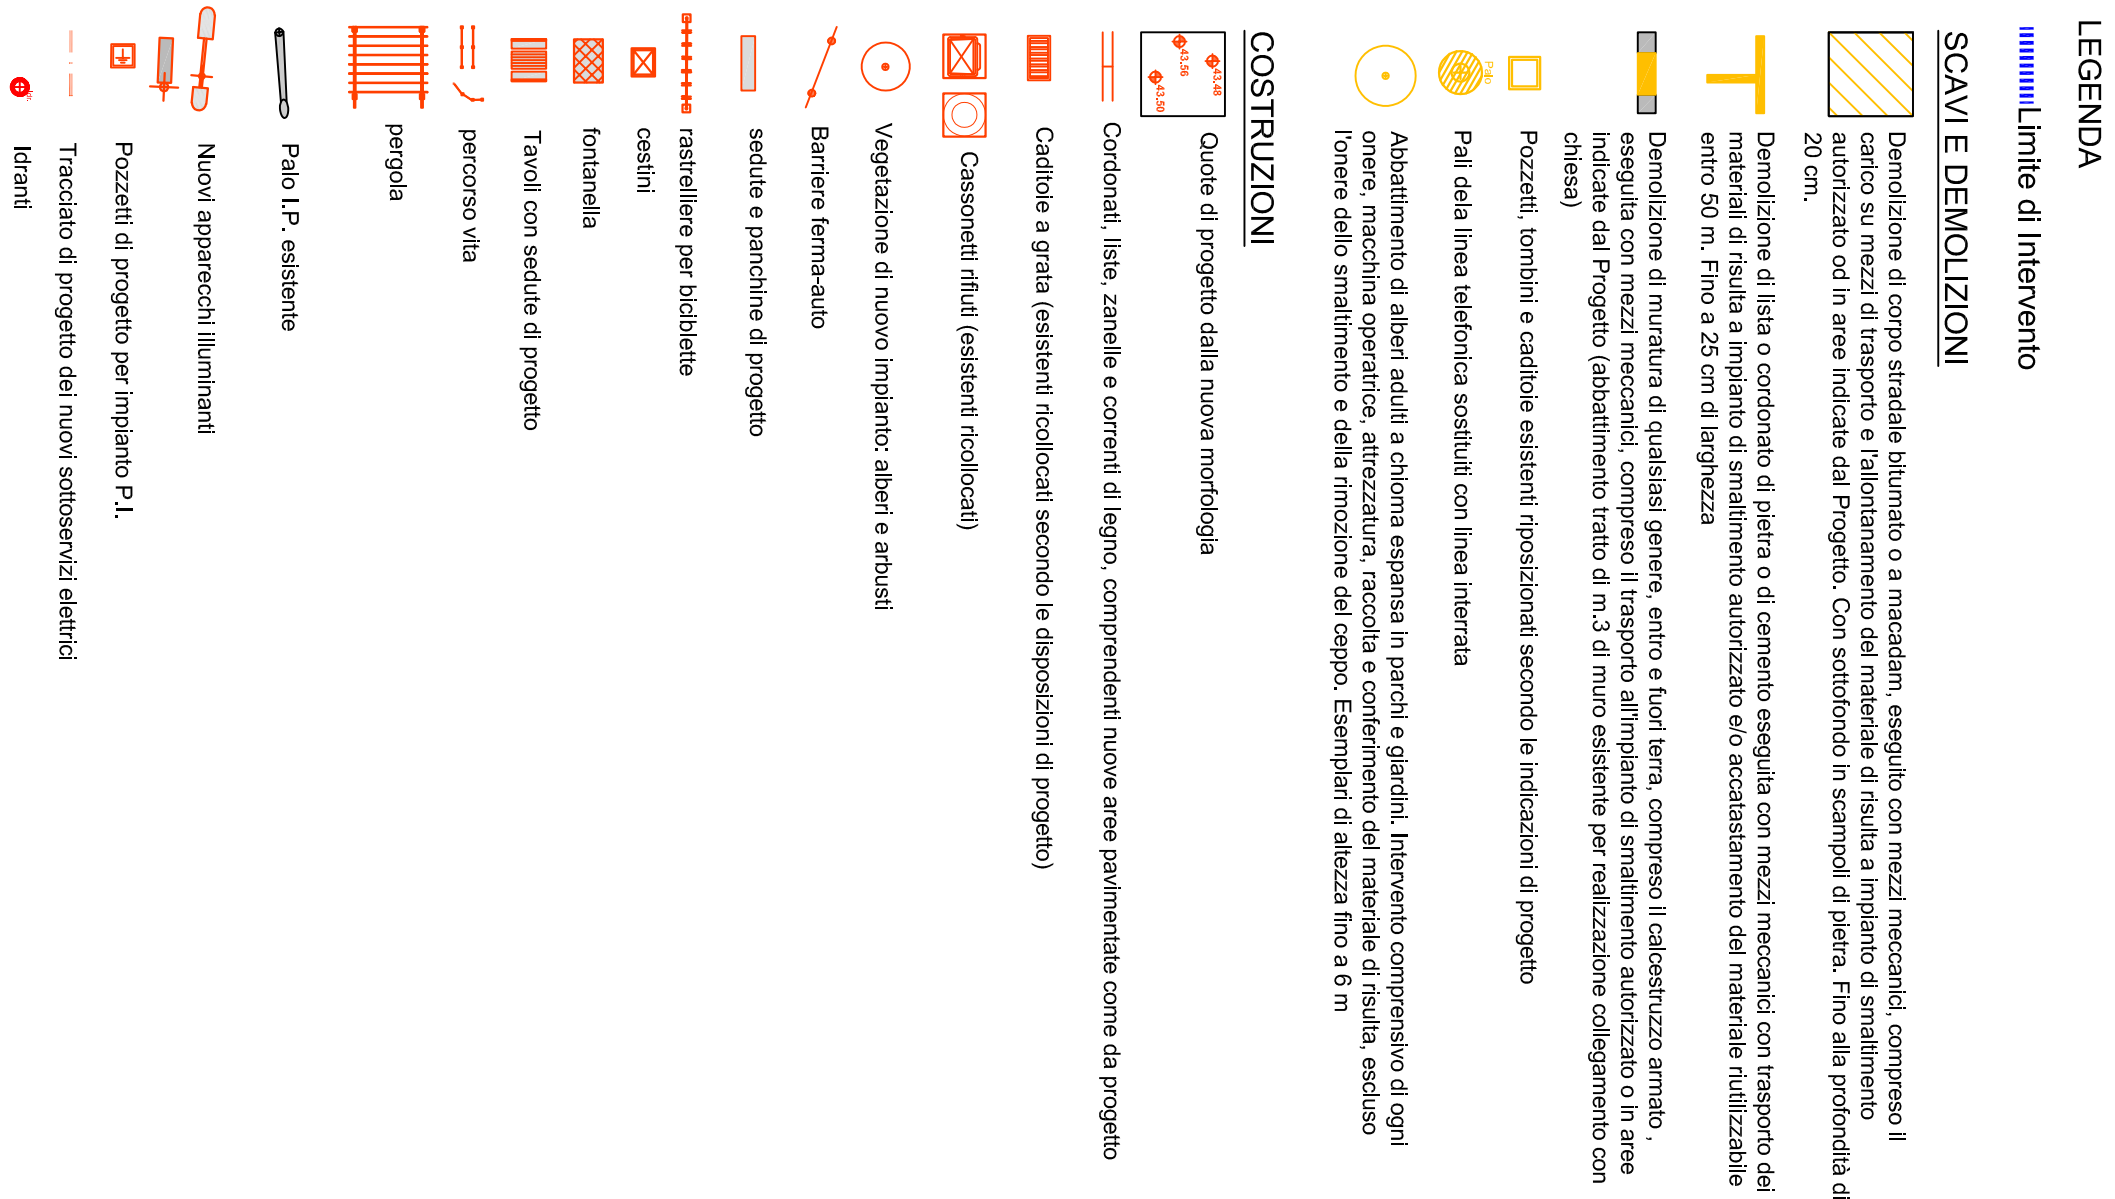 LEGENDA
Limite di Intervento
SCAVI E DEMOLIZIONI
Demolizione di corpo stradale bitumato o a macadam, eseguito con mezzi meccanici, compreso il
carico su mezzi di trasporto e l'allontanamento del materiale di risulta a impianto di smaltimento
autorizzato od in aree indicate dal Progetto. Con sottofondo in scampoli di pietra. Fino alla profondità di
20 cm.
Demolizione di lista o cordonato di pietra o di cemento eseguita con mezzi meccanici con trasporto dei
materiali di risulta a impianto di smaltimento autorizzato e/o accatastamento del materiale riutilizzabile
entro 50 m. Fino a 25 cm di larghezza
Demolizione di muratura di qualsiasi genere, entro e fuori terra, compreso il calcestruzzo armato ,
eseguita con mezzi meccanici, compreso il trasporto all'impianto di smaltimento autorizzato o in aree
indicate dal Progetto (abbattimento tratto di m.3 di muro esistente per realizzazione collegamento con
chiesa)
Pozzetti, tombini e caditoie esistenti riposizionati secondo le indicazioni di progetto
Palo
Pali dela linea telefonica sostituiti con linea interrata
Abbattimento di alberi adulti a chioma espansa in parchi e giardini. Intervento comprensivo di ogni
onere, macchina operatrice, attrezzatura, raccolta e conferimento del materiale di risulta, escluso
l'onere dello smaltimento e della rimozione del ceppo. Esemplari di altezza fino a 6 m
COSTRUZIONI
43.48
43.56
43.50
Quote di progetto dalla nuova morfologia
Cordonati, liste, zanelle e correnti di legno, comprendenti nuove aree pavimentate come da progetto
Caditoie a grata (esistenti ricollocati secondo le disposizioni di progetto)
Cassonetti rifiuti (esistenti ricollocati)
Vegetazione di nuovo impianto: alberi e arbusti
Barriere ferma-auto
sedute e panchine di progetto
rastrelliere per biciblette
cestini
fontanella
Tavoli con sedute di progetto
percorso vita
pergola
Palo I.P. esistente
Nuovi apparecchi illuminanti
Pozzetti di progetto per impianto P.I.
Tracciato di progetto dei nuovi sottoservizi elettrici
Idranti